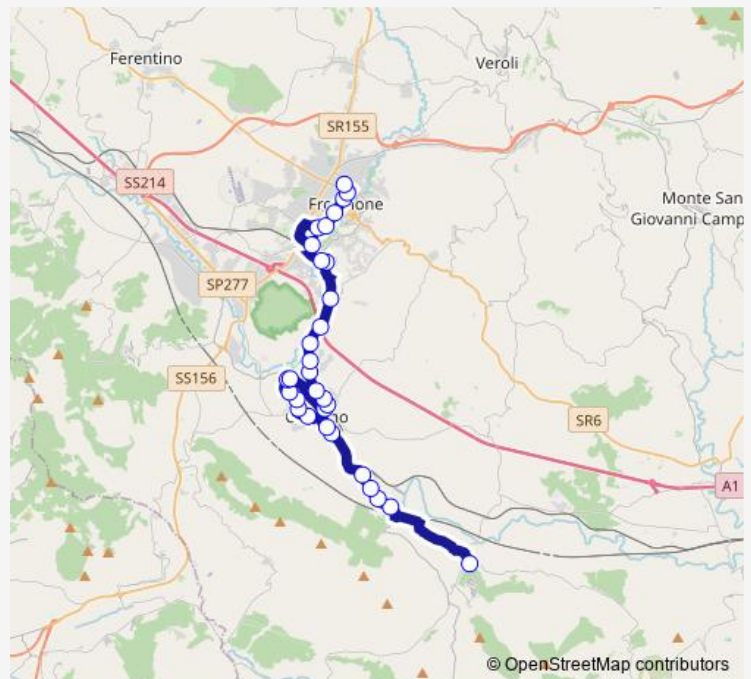 Ferentino
Veroli
SR155
SS214
Monte San
Giovanni Camp
SP277
SS156
SR6
A1
© OpenStreetMap contributors